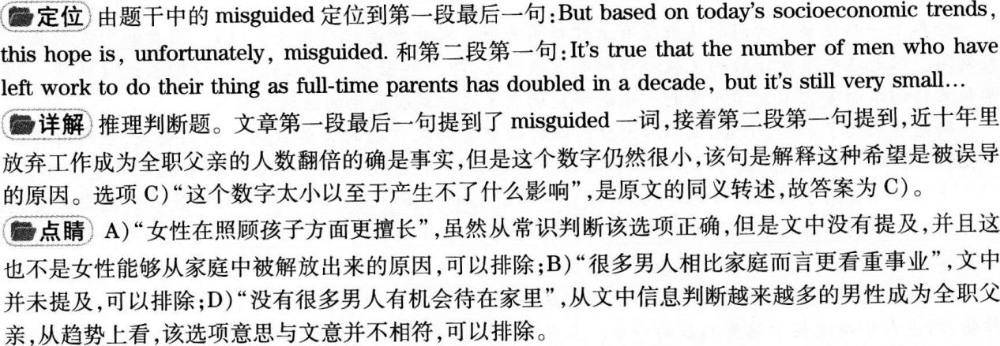 定位 由题干中的 misguided 定位到第一段最后一句:But based on today's socioeconomic trends,
this hope is, unfortunately, misguided. 和第二段第一句:It's true that the number of men who have
left work to do their thing as full-time parents has doubled in a decade, but it's still very small…
详解 推理判断题。文章第一段最后一句提到了 misguided 一词,接着第二段第一句提到,近十年里
放弃工作成为全职父亲的人数翻倍的确是事实,但是这个数字仍然很小,该句是解释这种希望是被误导
的原因。选项 C)“这个数字太小以至于产生不了什么影响”,是原文的同义转述,故答案为 C)。
点睛 A)“女性在照顾孩子方面更擅长”,虽然从常识判断该选项正确,但是文中没有提及,并且这
也不是女性能够从家庭中被解放出来的原因,可以排除;B)“很多男人相比家庭而言更看重事业”,文中
并未提及,可以排除;D)“没有很多男人有机会待在家里”,从文中信息判断越来越多的男性成为全职父
亲,从趋势上看,该选项意思与文意并不相符,可以排除。